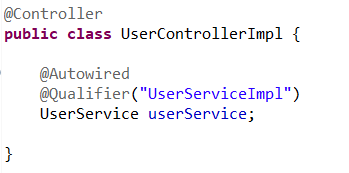 @Controller
public class UserControllerImpl {
@Autowired
@Qualifier("UserServiceImpl")
UserService userService;
}